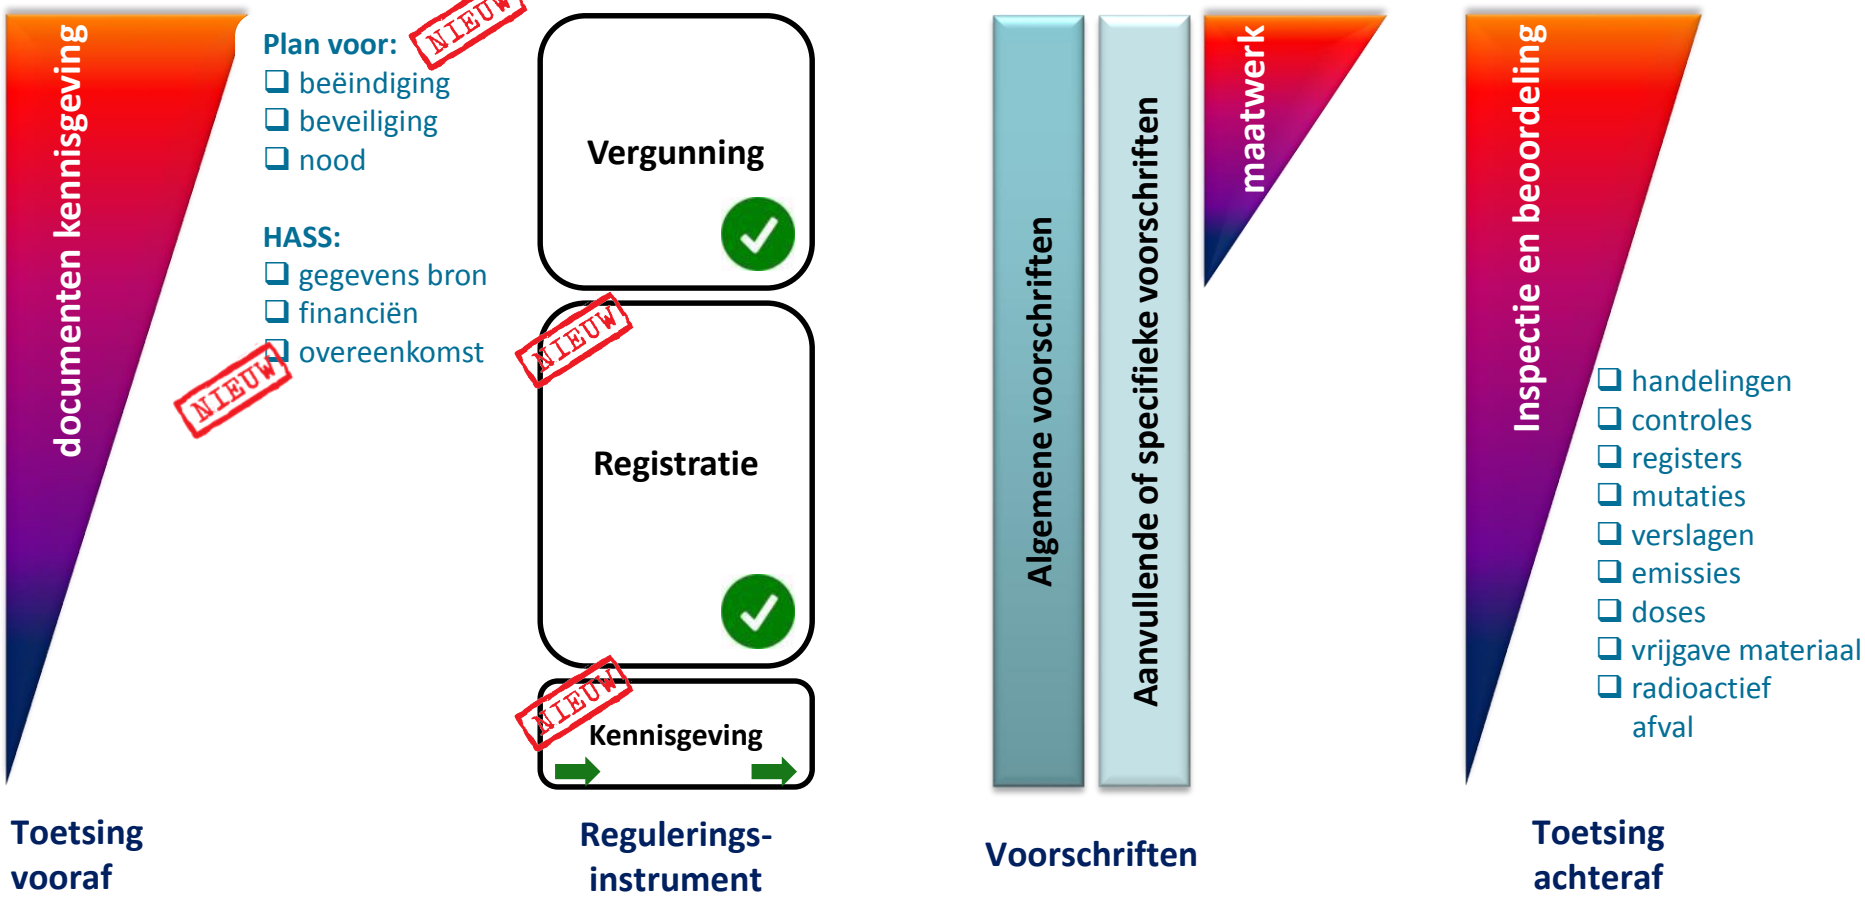 documenten kennisgeving
Plan voor:
NIEUW
beëindiging
beveiliging
nood
HASS:
gegevens bron
financiën
overeenkomst
NIEUW
Vergunning
NIEUW
Registratie
NIEUW
Kennisgeving
Algemene voorschriften
Aanvullende of specifieke voorschriften
maatwerk
Inspectie en beoordeling
handelingen
controles
registers
mutaties
verslagen
emissies
doses
vrijgave materiaal
radioactief
afval
Toetsing
vooraf
Regulerings-
instrument
Voorschriften
Toetsing
achteraf